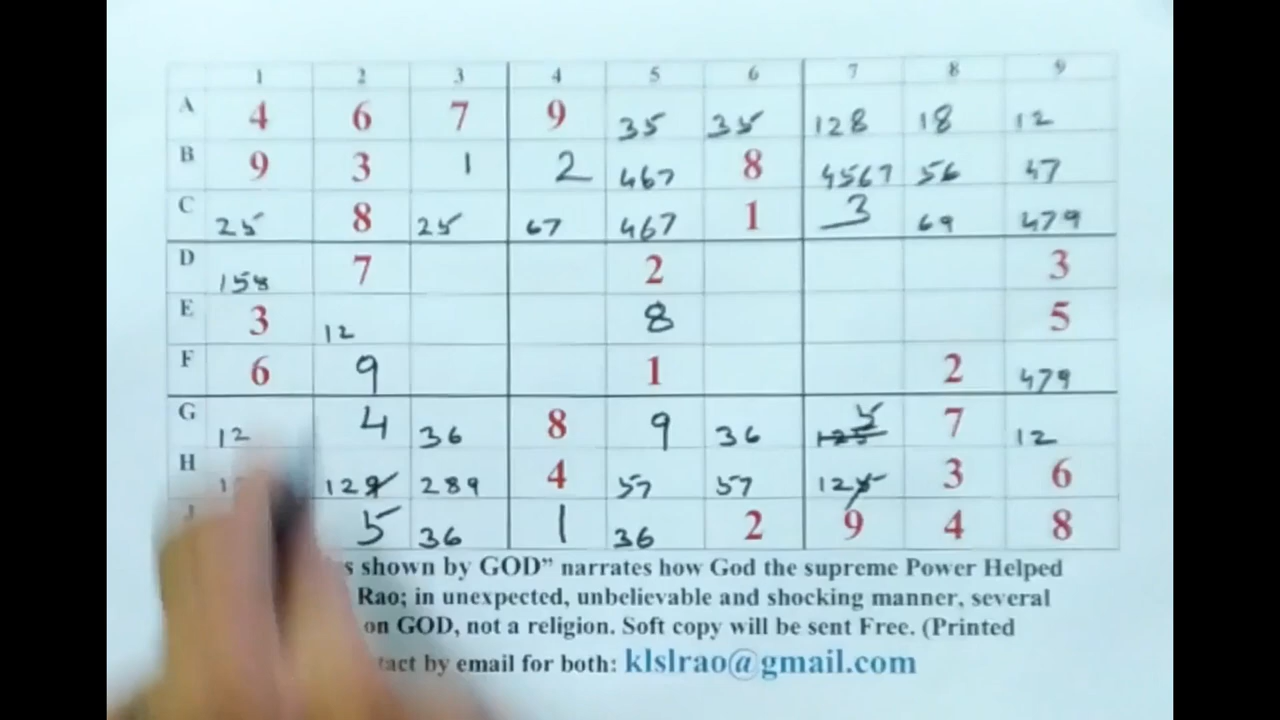 1 2 3 4 5 6 7 8 9
A 4 6 7 9 35 35 128 18 12
B 9 3 1 2 467 8 4567 56 47
C 25 8 25 67 467 1 3 69 479
D 158 7 2 3
E 3 12 8 5
F 6 9 1 2 479
G 12 4 36 8 9 36 125 5 7 12
H 129 289 4 57 57 125 3 6
5 36 1 36 2 9 4 8
shown by GOD” narrates how God the supreme Power Helped
Rao; in unexpected, unbelievable and shocking manner, several
on GOD, not a religion. Soft copy will be sent Free. (Printed
by email for both: klslrao@gmail.com